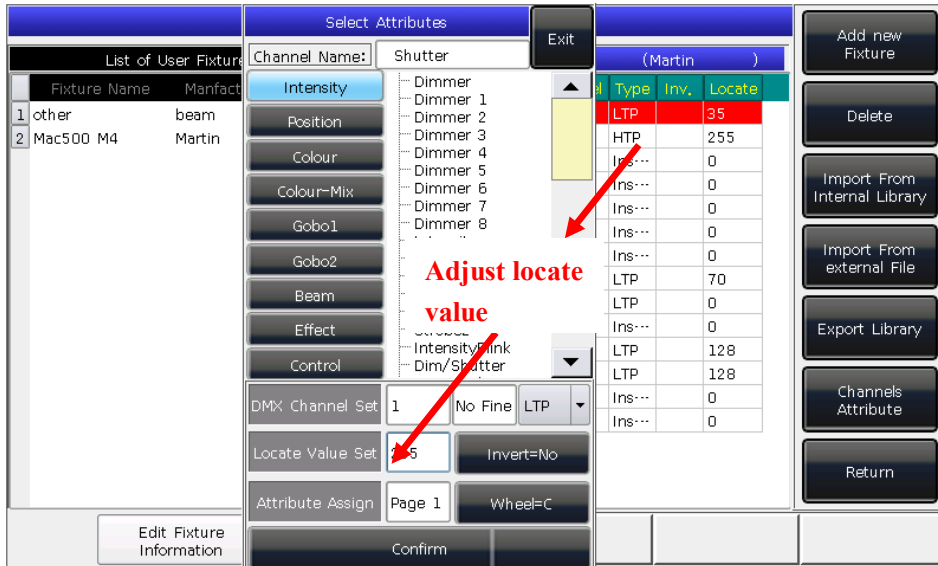 Select Attributes
Exit
Channel Name: Shutter
List of User Fixture
(Martin )
Fixture Name Manfact
Type Inv. Locate
1 other beam
2 Mac500 M4 Martin
Intensity
Position
Colour
Colour-Mix
Gobo1
Gobo2
Beam
Effect
Control
Dimmer
Dimmer 1
Dimmer 2
Dimmer 3
Dimmer 4
Dimmer 5
Dimmer 6
Dimmer 7
Dimmer 8
Dim/Shutter
LTP 35
HTP 255
Ins··· 0
Ins··· 0
Ins··· 0
Ins··· 0
Ins··· 0
LTP 70
LTP 0
Ins··· 0
LTP 128
LTP 128
Ins··· 0
Ins··· 0
Adjust locate
value
DMX Channel Set 1 No Fine LTP
Locate Value Set
Invert=No
Attribute Assign Page 1 Wheel=C
Confirm
Edit Fixture
Information
Add new
Fixture
Delete
Import From
Internal Library
Import From
external File
Export Library
Channels
Attribute
Return